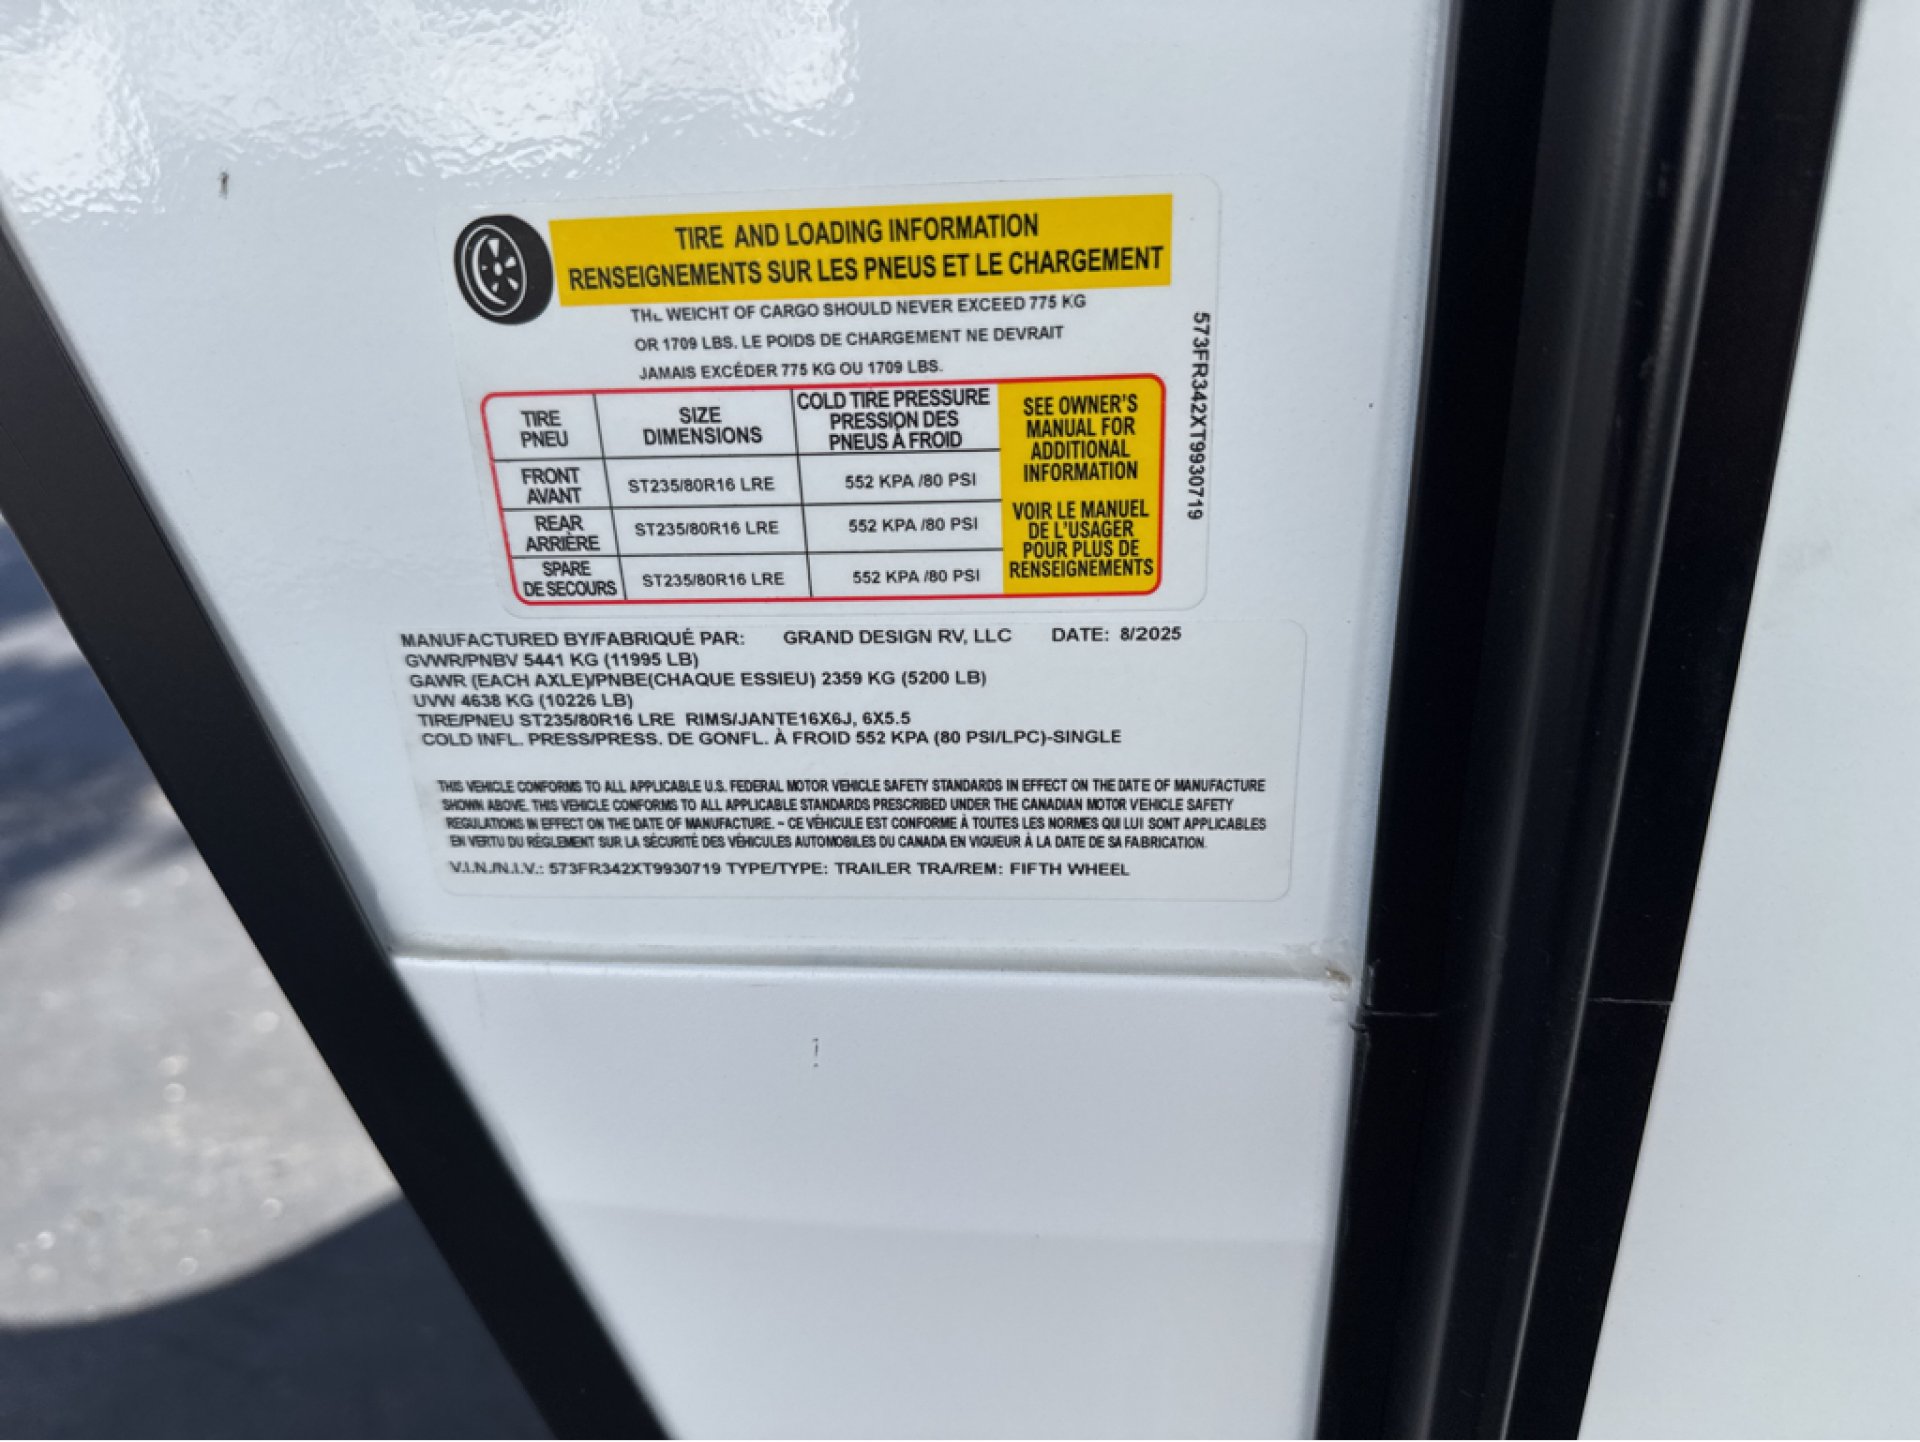 TIRE AND LOADING INFORMATION
RENSEIGNEMENTS SUR LES PNEUS ET LE CHARGEMENT
THE WEIGHT OF CARGO SHOULD NEVER EXCEED 775 KG
OR 1709 LBS. LE POIDS DE CHARGEMENT NE DEVRAIT
JAMAIS EXCÉDER 775 KG OU 1709 LBS.
TIRE
PNEU
SIZE
DIMENSIONS
COLD TIRE PRESSURE
PRESSION DES
PNEUS À FROID
FRONT
AVANT
ST235/80R16 LRE
552 KPA /80 PSI
REAR
ARRIÈRE
ST235/80R16 LRE
552 KPA /80 PSI
SPARE
DE SECOURS
ST235/80R16 LRE
552 KPA /80 PSI
SEE OWNER'S
MANUAL FOR
ADDITIONAL
INFORMATION
VOIR LE MANUEL
DE L'USAGER
POUR PLUS DE
RENSEIGNEMENTS
573FR342XT9930719
MANUFACTURED BY/FABRIQUÉ PAR: GRAND DESIGN RV, LLC DATE: 8/2025
GVWR/PNBV 5441 KG (11995 LB)
GAWR (EACH AXLE)/PNBE(CHAQUE ESSIEU) 2359 KG (5200 LB)
UVW 4638 KG (10226 LB)
TIRE/PNEU ST235/80R16 LRE RIMS/JANTE16X6J, 6X5.5
COLD INFL. PRESS/PRESS. DE GONFL. À FROID 552 KPA (80 PSI/LPC)-SINGLE
THIS VEHICLE CONFORMS TO ALL APPLICABLE U.S. FEDERAL MOTOR VEHICLE SAFETY STANDARDS IN EFFECT ON THE DATE OF MANUFACTURE
SHOWN ABOVE. THIS VEHICLE CONFORMS TO ALL APPLICABLE STANDARDS PRESCRIBED UNDER THE CANADIAN MOTOR VEHICLE SAFETY
REGULATIONS IN EFFECT ON THE DATE OF MANUFACTURE. - CE VÉHICULE EST CONFORME À TOUTES LES NORMES QUI LUI SONT APPLICABLES
EN VERTU DU RÈGLEMENT SUR LA SÉCURITÉ DES VÉHICULES AUTOMOBILES DU CANADA EN VIGUEUR À LA DATE DE SA FABRICATION.
V.I.N./N.I.V.: 573FR342XT9930719 TYPE/TYPE: TRAILER TRA/REM: FIFTH WHEEL